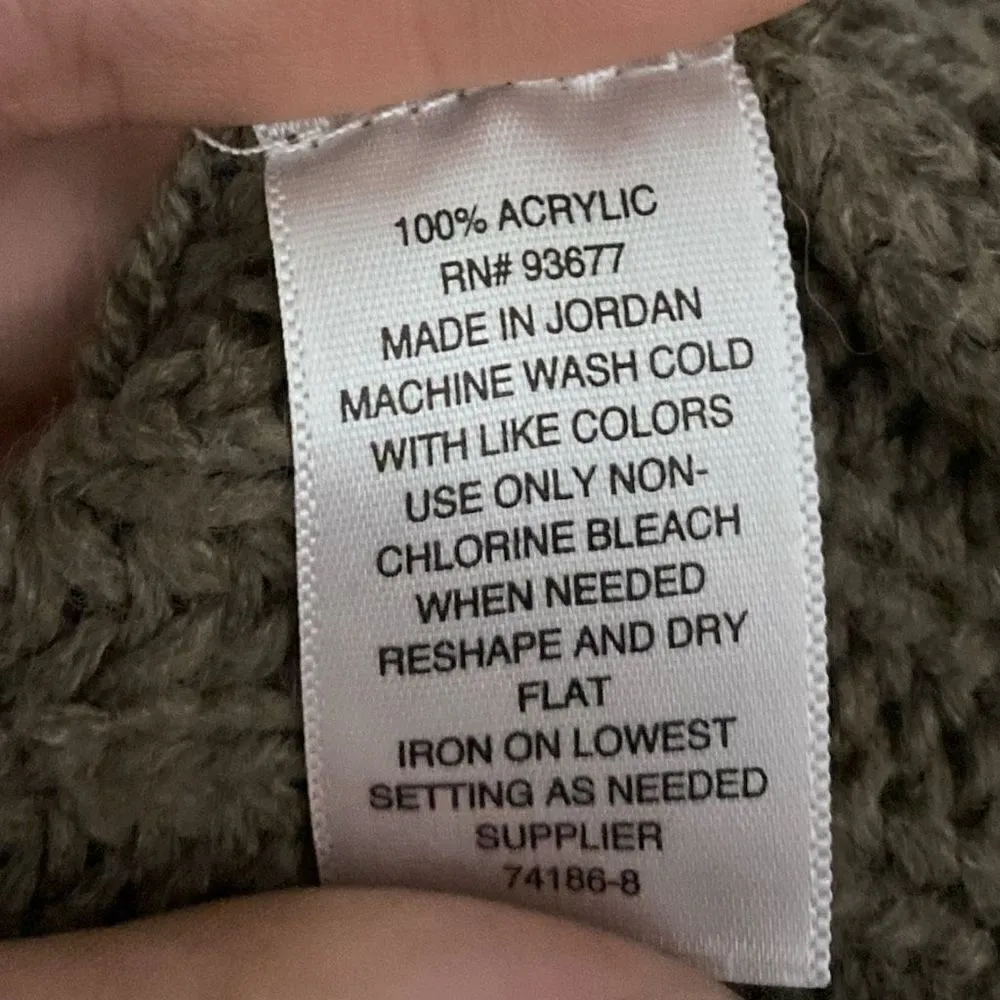 100% ACRYLIC
RN# 93677
MADE IN JORDAN
MACHINE WASH COLD
WITH LIKE COLORS
USE ONLY NON-
CHLORINE BLEACH
WHEN NEEDED
RESHAPE AND DRY
FLAT
IRON ON LOWEST
SETTING AS NEEDED
SUPPLIER
74186-8